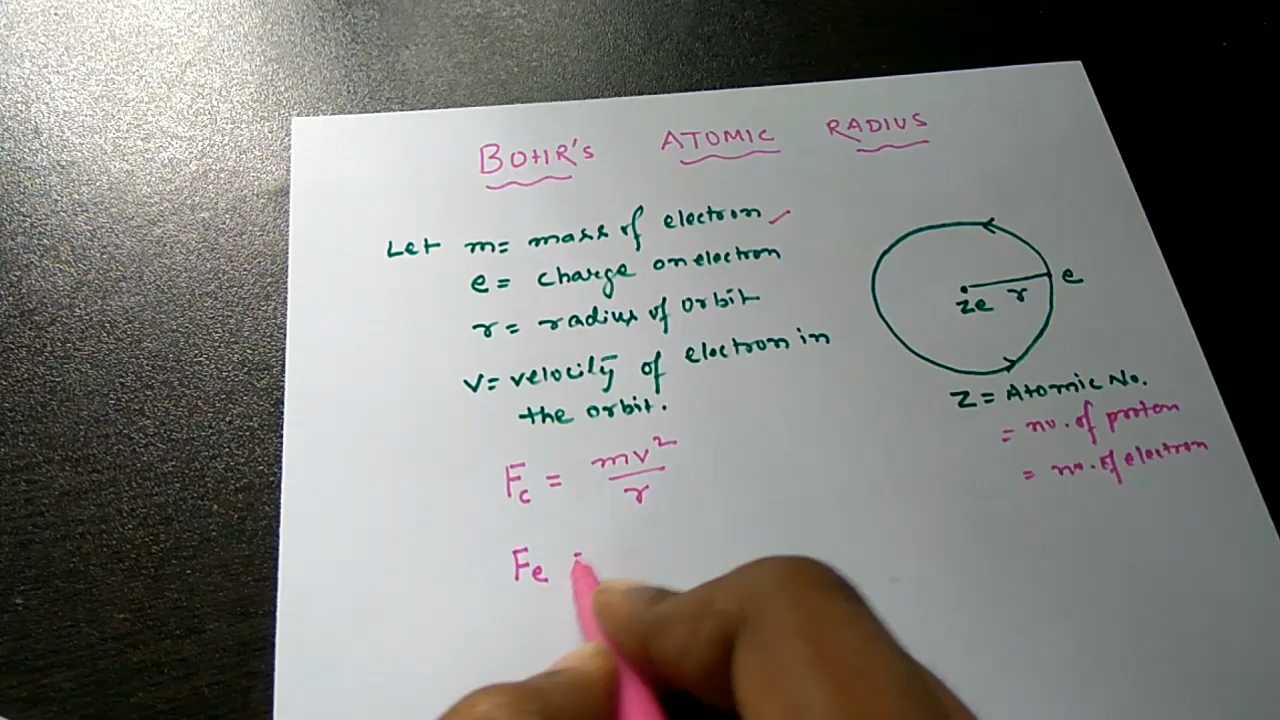 BOHR'S ATOMIC RADIUS
Let m= mass of electron
e= charge on electron
r= radius of orbit
v= velocity of electron in
the orbit.
e
ze r
Z= Atomic No.
= no. of proton
= no. of electron
Fc = mv²/r
Fe